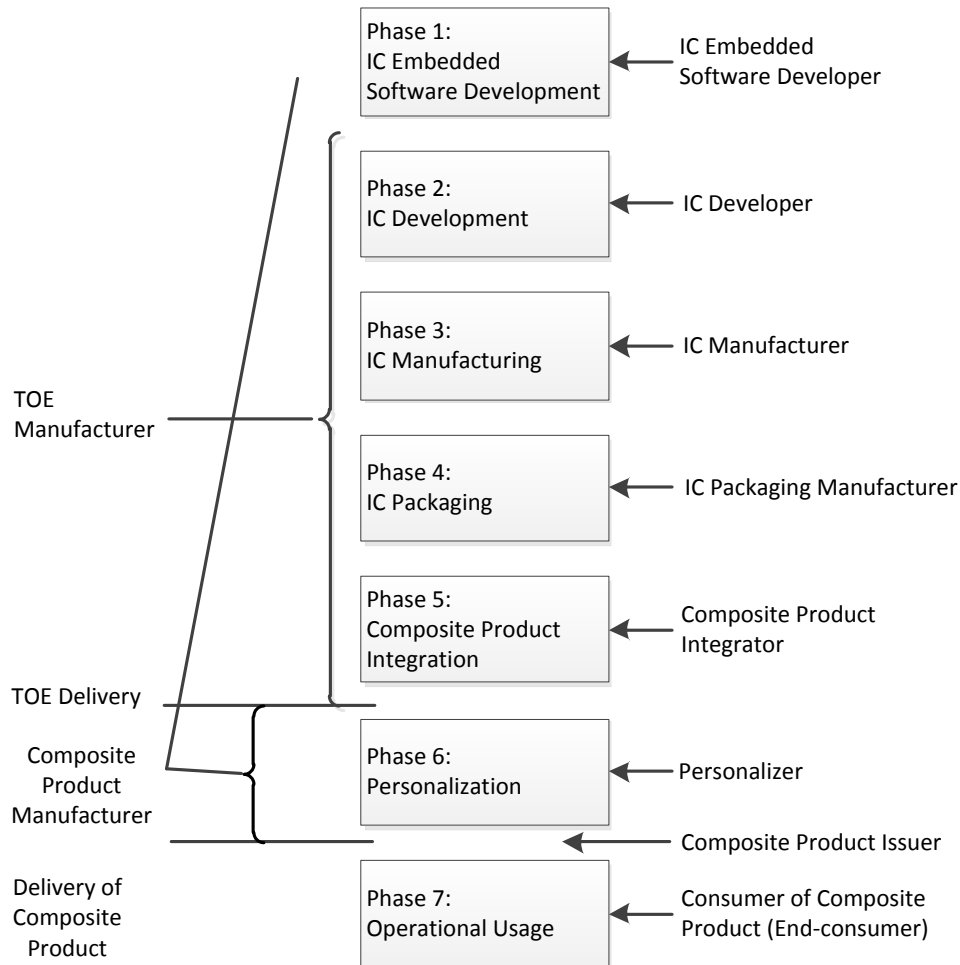 Phase 1:
IC Embedded
Software Development
IC Embedded
Software Developer
Phase 2:
IC Development
IC Developer
Phase 3:
IC Manufacturing
IC Manufacturer
TOE
Manufacturer
Phase 4:
IC Packaging
IC Packaging Manufacturer
Phase 5:
Composite Product
Integration
Composite Product
Integrator
TOE Delivery
Composite
Product
Manufacturer
Phase 6:
Personalization
Personalizer
Composite Product Issuer
Delivery of
Composite
Product
Phase 7:
Operational Usage
Consumer of Composite
Product (End-consumer)